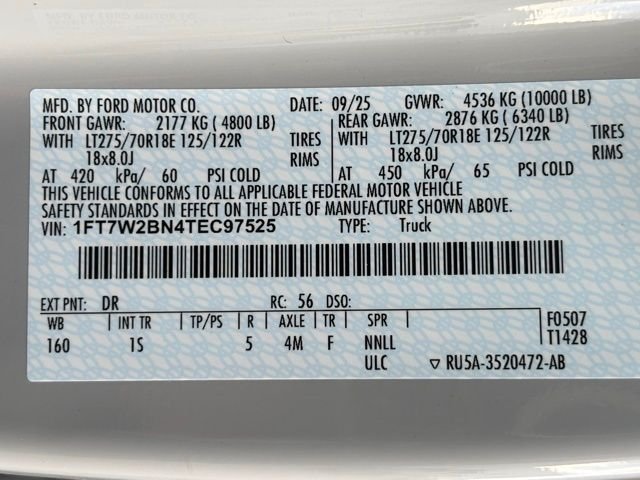 MFD. BY FORD MOTOR CO. DATE: 09/25 GVWR: 4536 KG (10000 LB)
FRONT GAWR: 2177 KG ( 4800 LB) REAR GAWR: 2876 KG ( 6340 LB)
WITH LT275/70R18E 125/122R TIRES WITH LT275/70R18E 125/122R TIRES
18x8.0J RIMS 18x8.0J RIMS
AT 420 kPa/ 60 PSI COLD AT 450 kPa/ 65 PSI COLD
THIS VEHICLE CONFORMS TO ALL APPLICABLE FEDERAL MOTOR VEHICLE
SAFETY STANDARDS IN EFFECT ON THE DATE OF MANUFACTURE SHOWN ABOVE.
VIN: 1FT7W2BN4TEC97525 TYPE: Truck
EXT PNT: DR RC: 56 DSO:
WB INT TR TP/PS R AXLE TR SPR F0507
160 1S 5 4M F NNLL T1428
ULC ▽ RU5A-3520472-AB